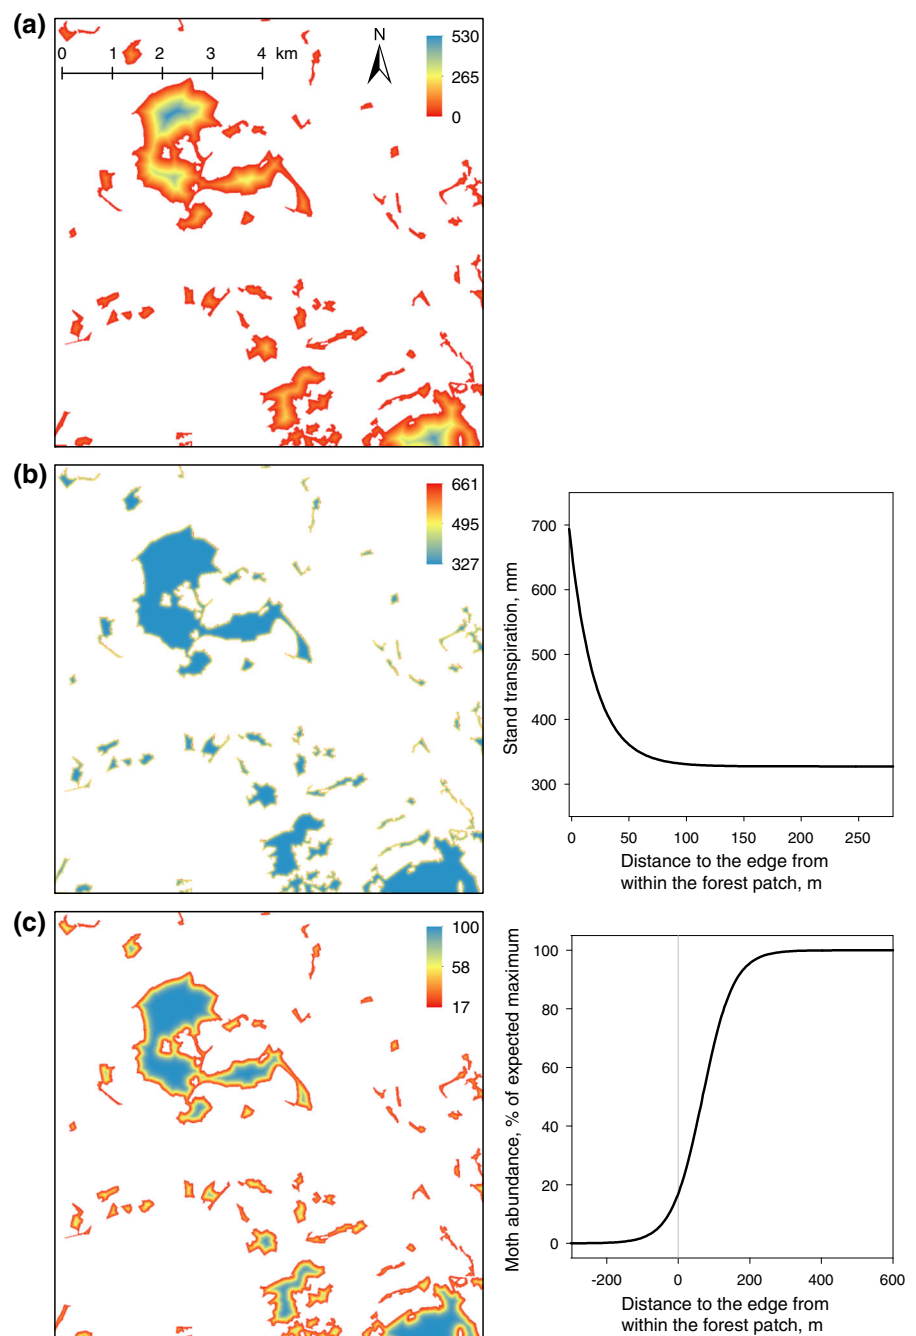 (a)
0 1 2 3 4 km
N
530
265
0
(b)
661
495
327
Stand transpiration, mm
700
600
500
400
300
0 50 100 150 200 250
Distance to the edge from
within the forest patch, m
(c)
100
58
17
Moth abundance, % of expected maximum
100
80
60
40
20
0
-200 0 200 400 600
Distance to the edge from
within the forest patch, m